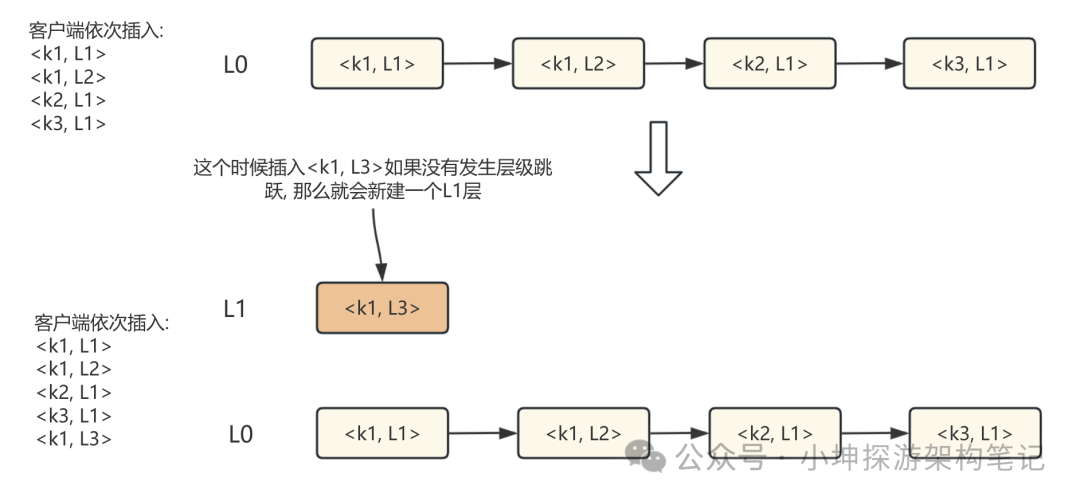 客户端依次插入:
<k1, L1>
<k1, L2>
<k2, L1>
<k3, L1>
L0
<k1, L1>
<k1, L2>
<k2, L1>
<k3, L1>
这个时候插入<k1, L3>如果没有发生层级跳
跃, 那么就会新建一个L1层
L1
<k1, L3>
客户端依次插入:
<k1, L1>
<k1, L2>
<k2, L1>
<k3, L1>
<k1, L3>
L0
<k1, L1>
<k1, L2>
<k2, L1>
<k3, L1>
公众号·小坤探游架构笔记